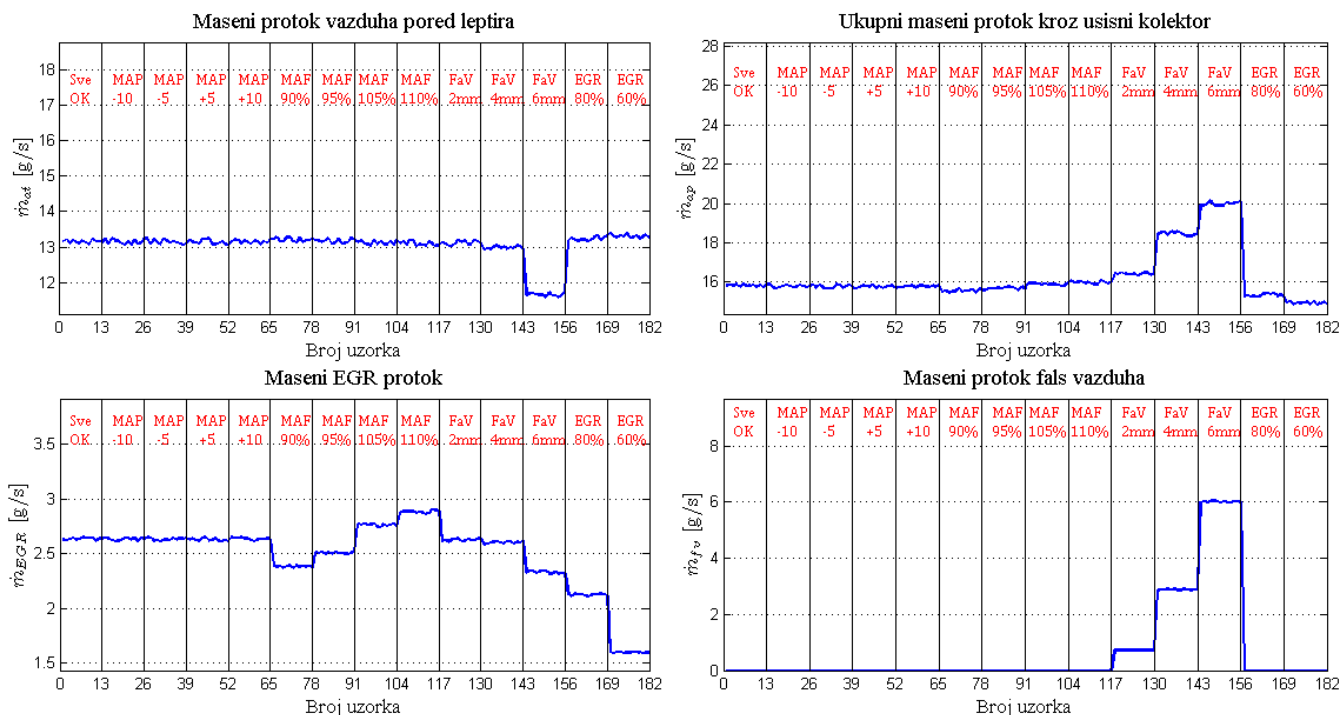 Maseni protok vazduha pored leptira
18
17
16
15
14
13
12
ṁat [g/s]
Sve MAP MAP MAP MAP MAF MAF MAF MAF FaV FaV FaV EGR EGR
OK -10 -5 +5 +10 90% 95% 105% 110% 2mm 4mm 6mm 80% 60%
0 13 26 39 52 65 78 91 104 117 130 143 156 169 182
Broj uzorka
Ukupni maseni protok kroz usisni kolektor
28
26
24
22
20
18
16
ṁap [g/s]
Sve MAP MAP MAP MAP MAF MAF MAF MAF FaV FaV FaV EGR EGR
OK -10 -5 +5 +10 90% 95% 105% 110% 2mm 4mm 6mm 80% 60%
0 13 26 39 52 65 78 91 104 117 130 143 156 169 182
Broj uzorka
Maseni EGR protok
3.5
3
2.5
2
1.5
ṁEGR [g/s]
Sve MAP MAP MAP MAP MAF MAF MAF MAF FaV FaV FaV EGR EGR
OK -10 -5 +5 +10 90% 95% 105% 110% 2mm 4mm 6mm 80% 60%
0 13 26 39 52 65 78 91 104 117 130 143 156 169 182
Broj uzorka
Maseni protok fals vazduha
8
6
4
2
0
ṁfv [g/s]
Sve MAP MAP MAP MAP MAF MAF MAF MAF FaV FaV FaV EGR EGR
OK -10 -5 +5 +10 90% 95% 105% 110% 2mm 4mm 6mm 80% 60%
0 13 26 39 52 65 78 91 104 117 130 143 156 169 182
Broj uzorka